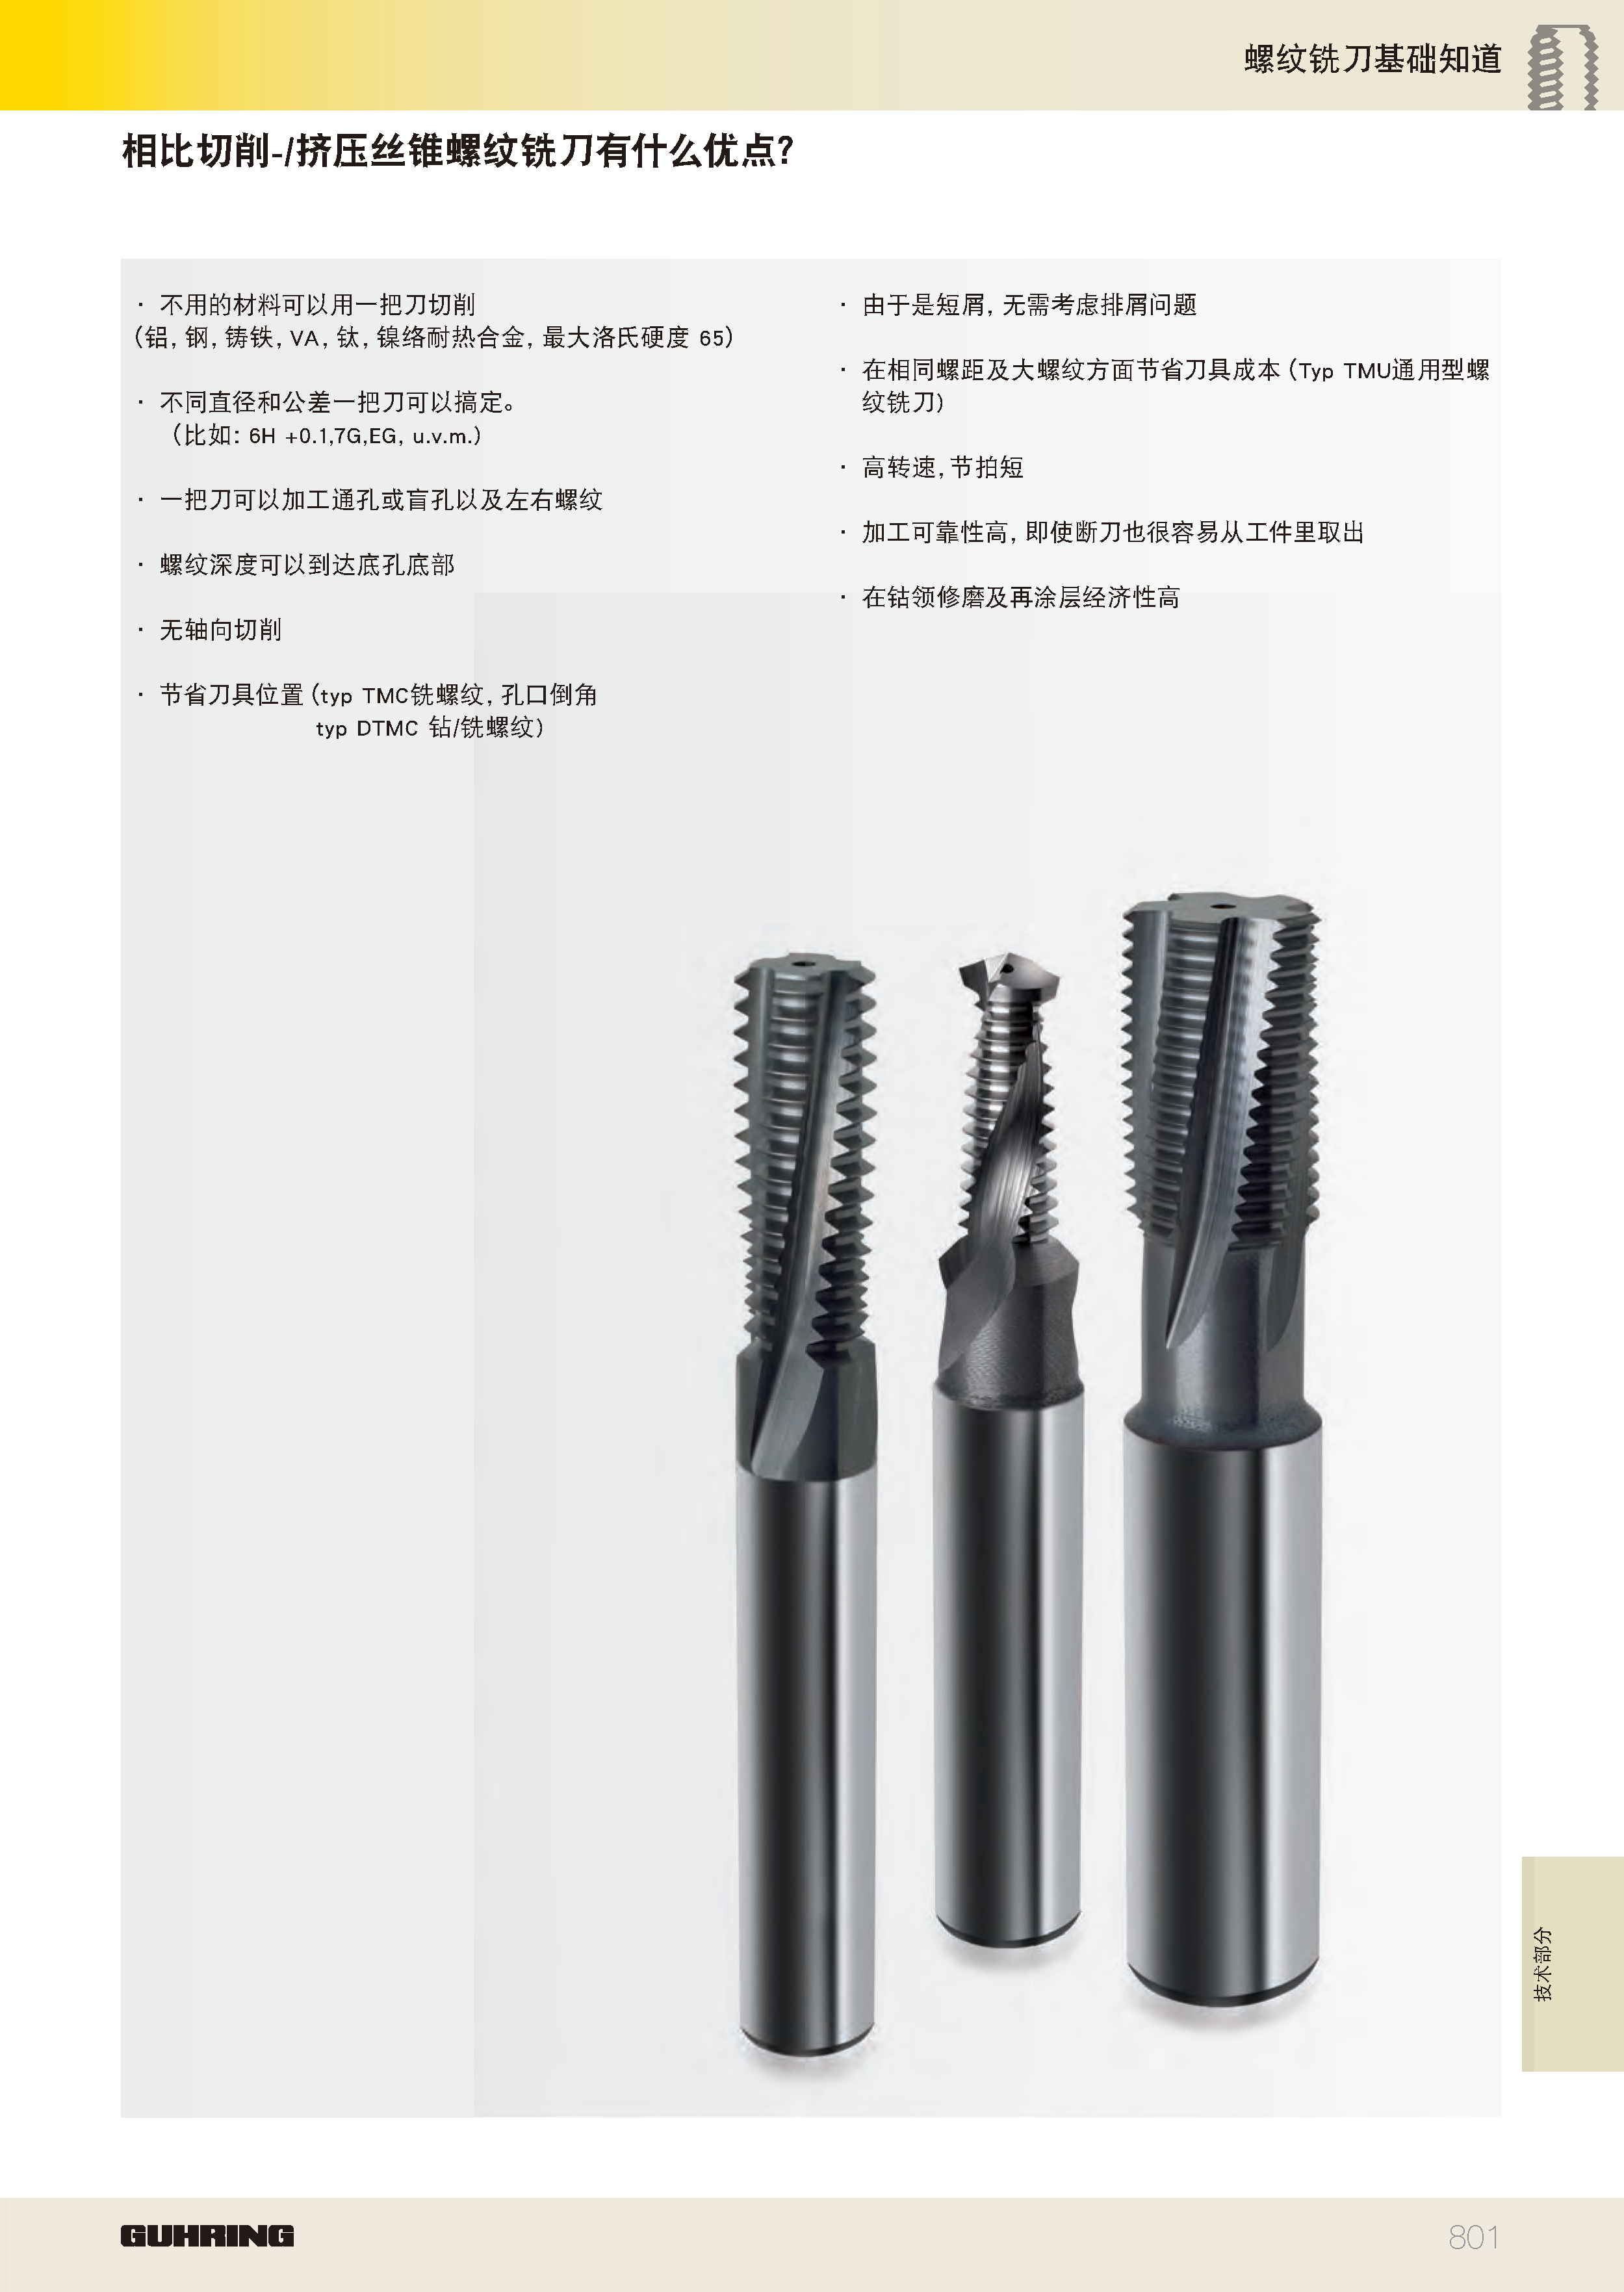 螺纹铣刀基础知道
相比切削-/挤压丝锥螺纹铣刀有什么优点?
· 不用的材料可以用一把刀切削
(铝, 钢, 铸铁, VA, 钛, 镍络耐热合金, 最大洛氏硬度 65)
· 不同直径和公差一把刀可以搞定。
(比如: 6H +0.1,7G,EG, u.v.m.)
· 一把刀可以加工通孔或盲孔以及左右螺纹
· 螺纹深度可以到达底孔底部
· 无轴向切削
· 节省刀具位置 (typ TMC铣螺纹, 孔口倒角
typ DTMC 钻/铣螺纹)
· 由于是短屑, 无需考虑排屑问题
· 在相同螺距及大螺纹方面节省刀具成本 (Typ TMU通用型螺
纹铣刀)
· 高转速, 节拍短
· 加工可靠性高, 即使断刀也很容易从工件里取出
· 在钴领修磨及再涂层经济性高
技术部分
GUHRING
801